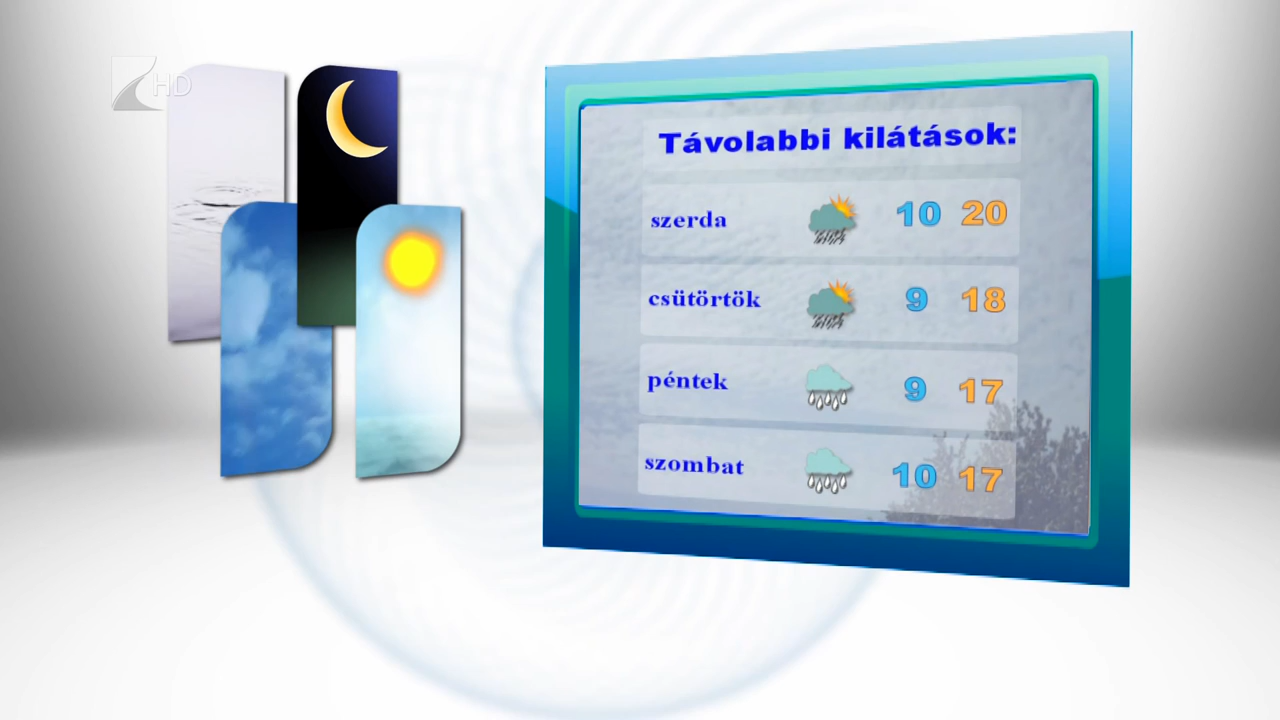 HD
Távolabbi kilátások:
szerda 10 20
csütörtök 9 18
péntek 9 17
szombat 10 17